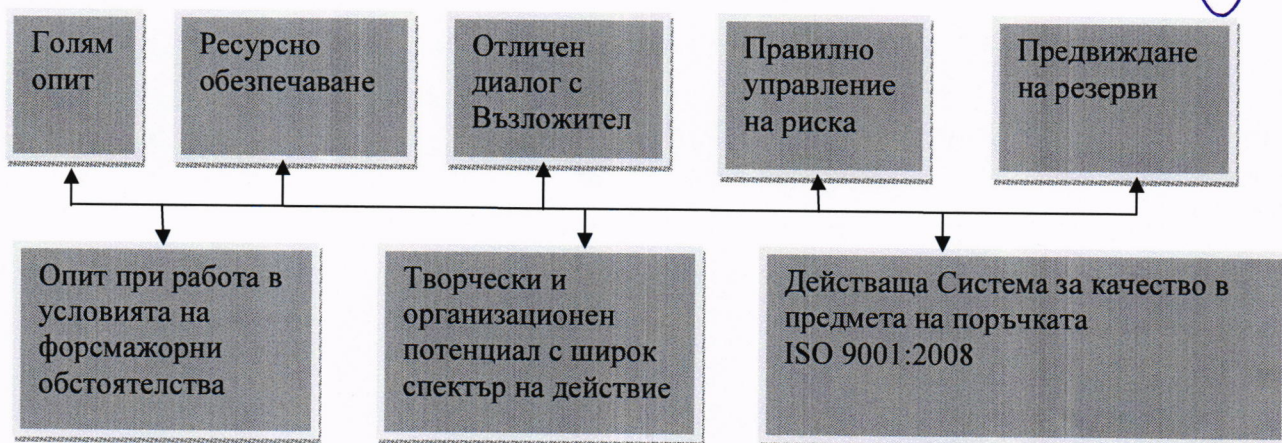 Голям
опит
Ресурсно
обезпечаване
Отличен
диалог с
Възложител
Правилно
управление
на риска
Предвиждане
на резерви
Опит при работа в
условията на
форсмажорни
обстоятелства
Творчески и
организационен
потенциал с широк
спектър на действие
Действаща Система за качество в
предмета на поръчката
ISO 9001:2008